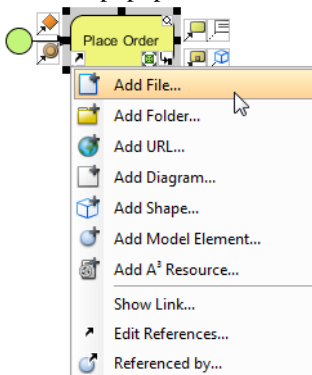 Place Order
Add File...
Add Folder...
Add URL...
Add Diagram...
Add Shape...
Add Model Element...
Add A³ Resource...
Show Link...
Edit References...
Referenced by...